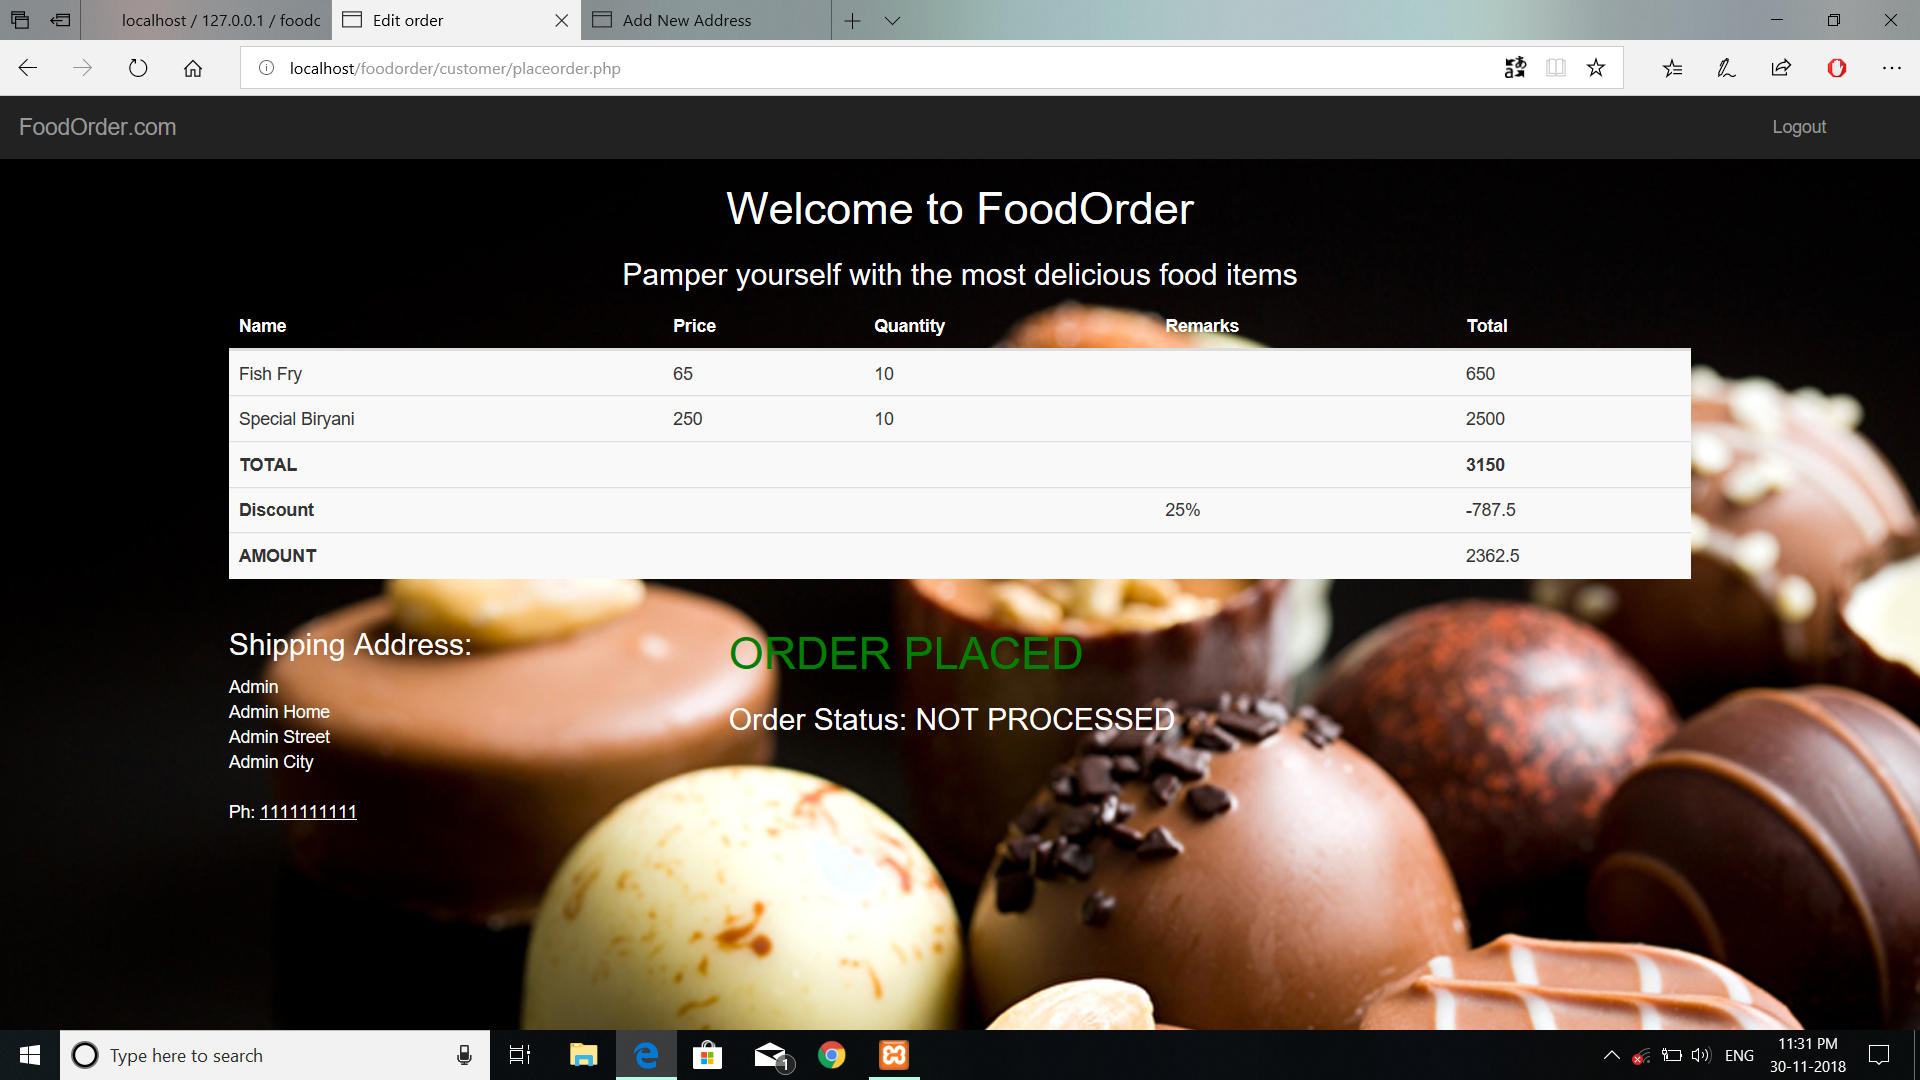 localhost / 127.0.0.1 / foodc
Edit order
Add New Address
localhost/foodorder/customer/placeorder.php
FoodOrder.com
Logout
Welcome to FoodOrder
Pamper yourself with the most delicious food items
Name Price Quantity Remarks Total
Fish Fry 65 10 650
Special Biryani 250 10 2500
TOTAL 3150
Discount 25% -787.5
AMOUNT 2362.5
Shipping Address:
Admin
Admin Home
Admin Street
Admin City
Ph: 1111111111
ORDER PLACED
Order Status: NOT PROCESSED
Type here to search
1
ENG
11:31 PM
30-11-2018